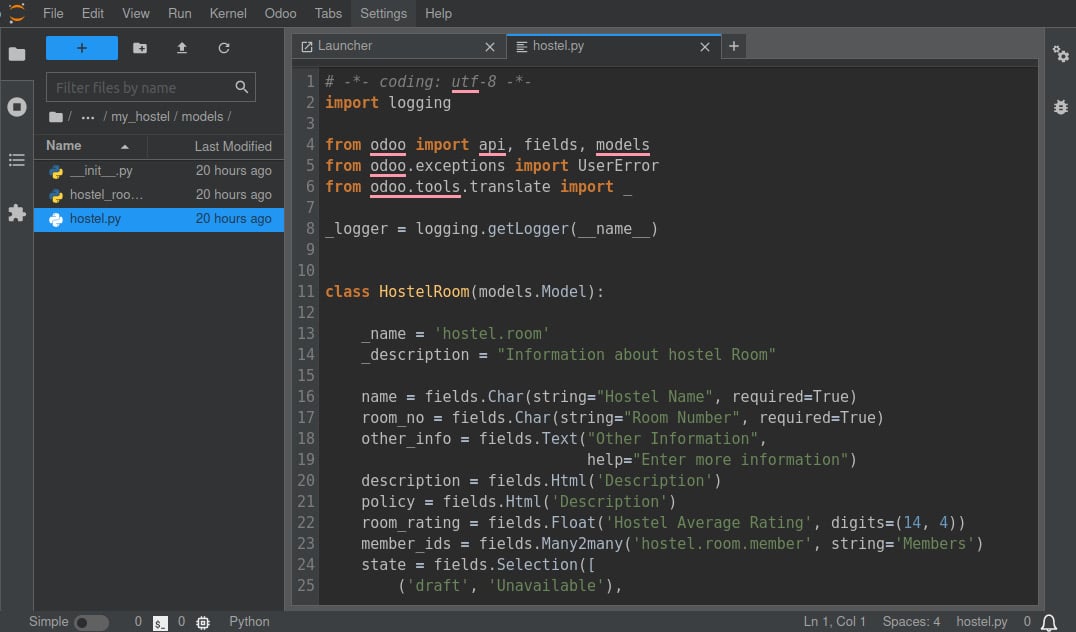 File Edit View Run Kernel Odoo Tabs Settings Help
Launcher
hostel.py
Filter files by name
/ ... / my_hostel / models /
Name Last Modified
__init__.py 20 hours ago
hostel_roo... 20 hours ago
hostel.py 20 hours ago
1 # -*- coding: utf-8 -*-
2 import logging
3
4 from odoo import api, fields, models
5 from odoo.exceptions import UserError
6 from odoo.tools.translate import _
7
8 _logger = logging.getLogger(__name__)
9
10
11 class HostelRoom(models.Model):
12
13     _name = 'hostel.room'
14     _description = "Information about hostel Room"
15
16     name = fields.Char(string="Hostel Name", required=True)
17     room_no = fields.Char(string="Room Number", required=True)
18     other_info = fields.Text("Other Information",
19                              help="Enter more information")
20     description = fields.Html('Description')
21     policy = fields.Html('Description')
22     room_rating = fields.Float('Hostel Average Rating', digits=(14, 4))
23     member_ids = fields.Many2many('hostel.room.member', string='Members')
24     state = fields.Selection([
25         ('draft', 'Unavailable'),
Simple 0 $_ 0 Python Ln 1, Col 1 Spaces: 4 hostel.py 0